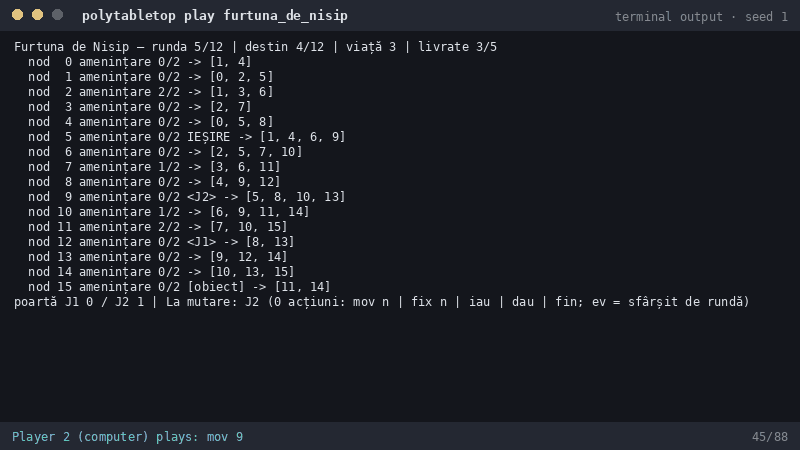 polytabletop play furtuna_de_nisip
terminal output · seed 1
Furtuna de Nisip — runda 5/12 | destin 4/12 | viață 3 | livrate 3/5
nod 0 amenințare 0/2 -> [1, 4]
nod 1 amenințare 0/2 -> [0, 2, 5]
nod 2 amenințare 2/2 -> [1, 3, 6]
nod 3 amenințare 0/2 -> [2, 7]
nod 4 amenințare 0/2 -> [0, 5, 8]
nod 5 amenințare 0/2 IEȘIRE -> [1, 4, 6, 9]
nod 6 amenințare 0/2 -> [2, 5, 7, 10]
nod 7 amenințare 1/2 -> [3, 6, 11]
nod 8 amenințare 0/2 -> [4, 9, 12]
nod 9 amenințare 0/2 <J2> -> [5, 8, 10, 13]
nod 10 amenințare 1/2 -> [6, 9, 11, 14]
nod 11 amenințare 2/2 -> [7, 10, 15]
nod 12 amenințare 0/2 <J1> -> [8, 13]
nod 13 amenințare 0/2 -> [9, 12, 14]
nod 14 amenințare 0/2 -> [10, 13, 15]
nod 15 amenințare 0/2 [obiect] -> [11, 14]
poartă J1 0 / J2 1 | La mutare: J2 (0 acțiuni: mov n | fix n | iau | dau | fin; ev = sfârșit de rundă)
Player 2 (computer) plays: mov 9
45/88